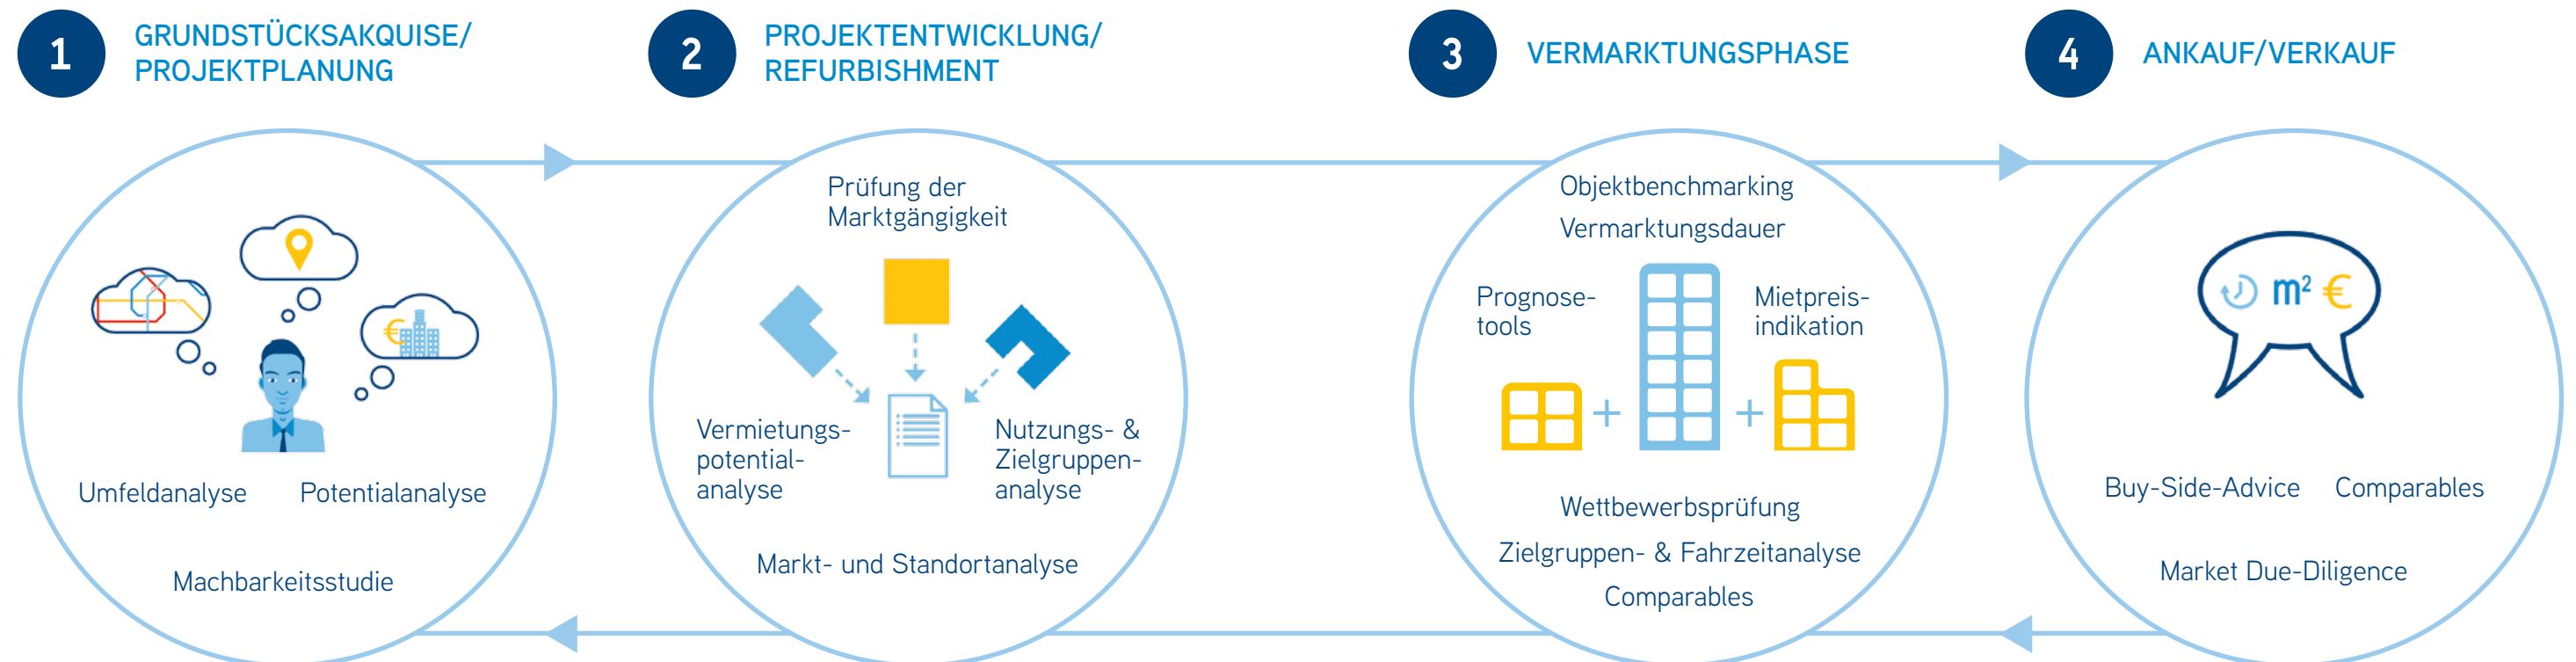 1
GRUNDSTÜCKSAKQUISE/
PROJEKTPLANUNG
Umfeldanalyse
Potentialanalyse
Machbarkeitsstudie
2
PROJEKTENTWICKLUNG/
REFURBISHMENT
Prüfung der
Marktgängigkeit
Vermietungs-
potential-
analyse
Nutzungs- &
Zielgruppen-
analyse
Markt- und Standortanalyse
3
VERMARKTUNGSPHASE
Objektbenchmarking
Vermarktungsdauer
Prognose-
tools
Mietpreis-
indikation
Wettbewerbsprüfung
Zielgruppen- & Fahrzeitanalyse
Comparables
4
ANKAUF/VERKAUF
m² €
Buy-Side-Advice
Comparables
Market Due-Diligence